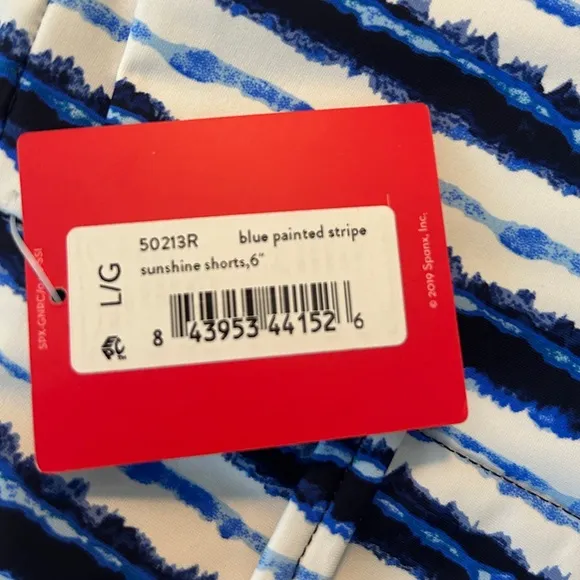 50213R blue painted stripe
sunshine shorts,6"
L/G
8 43953 44152 6
© 2019 Spanx, Inc.